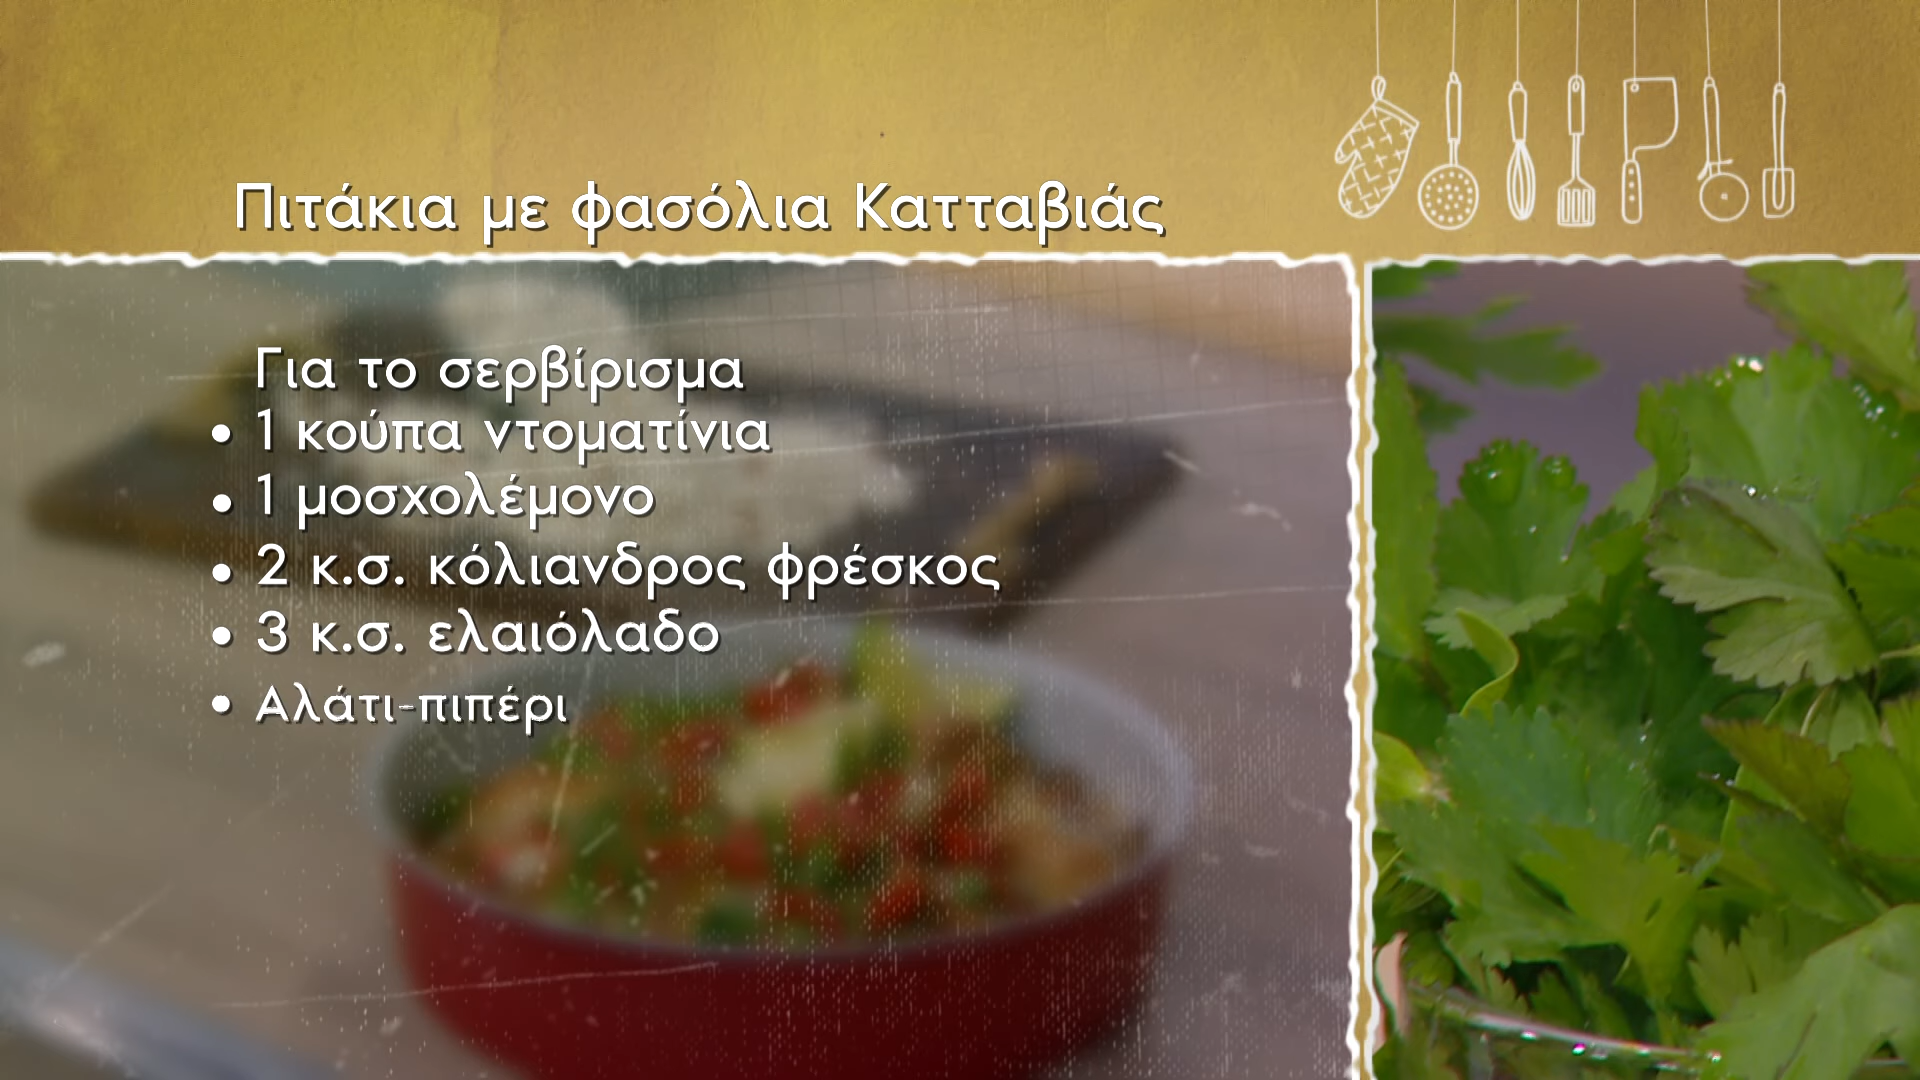 Πιτάκια με φασόλια Κατταβιάς
Για το σερβίρισμα
• 1 κούπα ντοματίνια
• 1 μοσχολέμονο
• 2 κ.σ. κόλιανδρος φρέσκος
• 3 κ.σ. ελαιόλαδο
• Αλάτι-πιπέρι